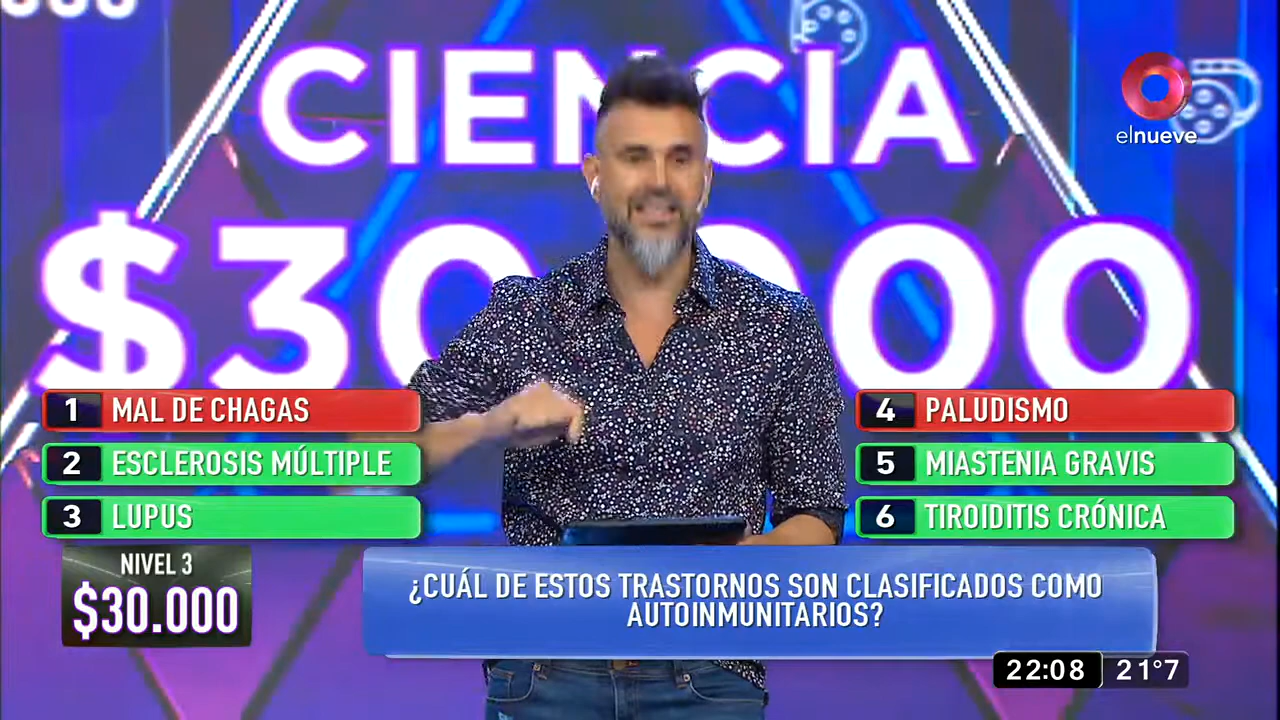 CIENCIA
$30.000
elnueve
1 MAL DE CHAGAS
2 ESCLEROSIS MÚLTIPLE
3 LUPUS
4 PALUDISMO
5 MIASTENIA GRAVIS
6 TIROIDITIS CRÓNICA
NIVEL 3
$30.000
¿CUÁL DE ESTOS TRASTORNOS SON CLASIFICADOS COMO
AUTOINMUNITARIOS?
22:08 21°7